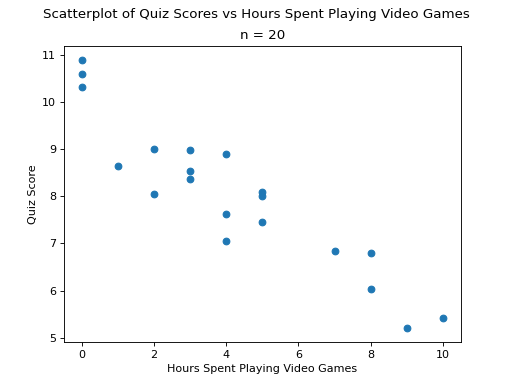 Scatterplot of Quiz Scores vs Hours Spent Playing Video Games
n = 20
11
10
9
8
7
6
5
Quiz Score
0 2 4 6 8 10
Hours Spent Playing Video Games